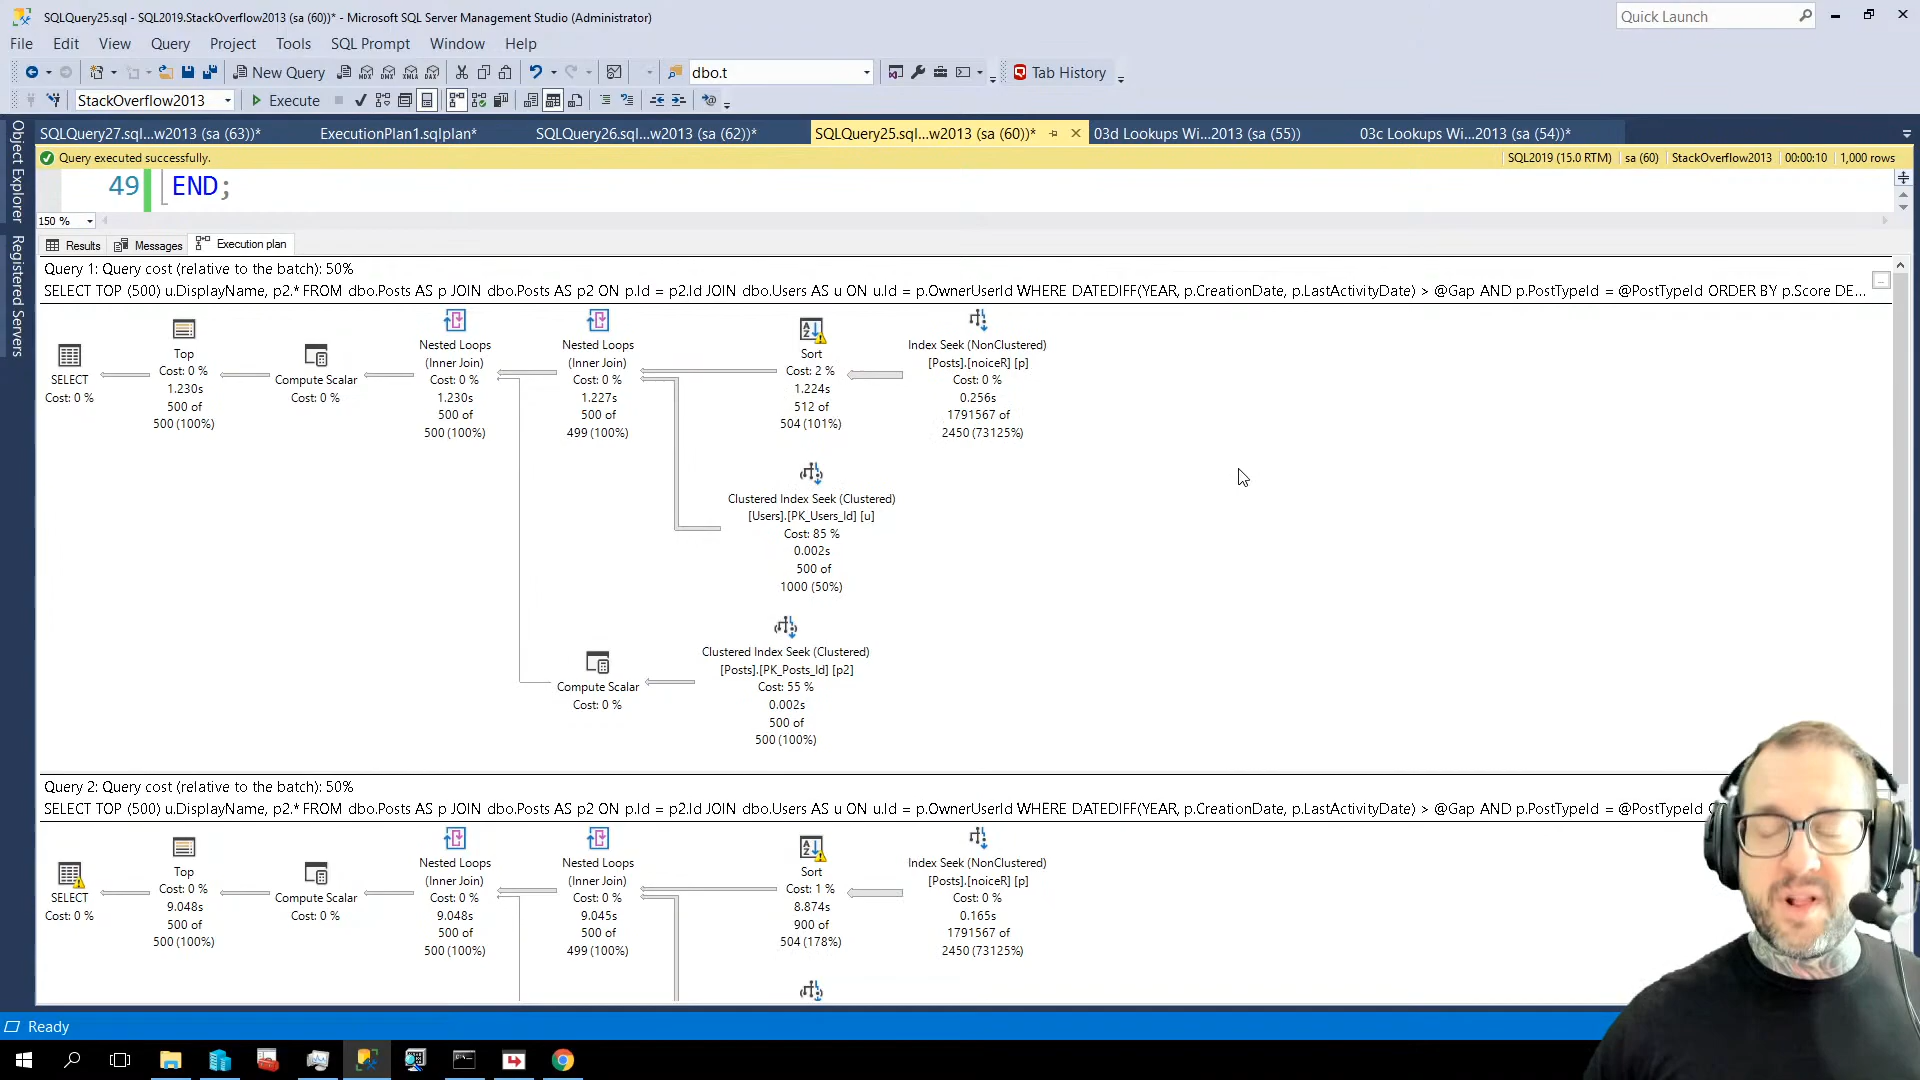 SQLQuery25.sql - SQL2019.StackOverflow2013 (sa (60))* - Microsoft SQL Server Management Studio (Administrator)
Quick Launch
File Edit View Query Project Tools SQL Prompt Window Help
New Query
dbo.t
Tab History
StackOverflow2013
Execute
SQLQuery27.sql...w2013 (sa (63))*
ExecutionPlan1.sqlplan*
SQLQuery26.sql...w2013 (sa (62))*
SQLQuery25.sql...w2013 (sa (60))*
03d Lookups Wi...2013 (sa (55))
03c Lookups Wi...2013 (sa (54))*
Object Explorer
Registered Servers
Query executed successfully.
SQL2019 (15.0 RTM)
sa (60)
StackOverflow2013
00:00:10
1,000 rows
49 END;
150 %
Results
Messages
Execution plan
Query 1: Query cost (relative to the batch): 50%
SELECT TOP (500) u.DisplayName, p2.* FROM dbo.Posts AS p JOIN dbo.Posts AS p2 ON p.Id = p2.Id JOIN dbo.Users AS u ON u.Id = p.OwnerUserId WHERE DATEDIFF(YEAR, p.CreationDate, p.LastActivityDate) > @Gap AND p.PostTypeId = @PostTypeId ORDER BY p.Score DE...
SELECT
Cost: 0 %
Top
Cost: 0 %
1.230s
500 of
500 (100%)
Compute Scalar
Cost: 0 %
Nested Loops
(Inner Join)
Cost: 0 %
1.230s
500 of
500 (100%)
Nested Loops
(Inner Join)
Cost: 0 %
1.227s
500 of
499 (100%)
Sort
Cost: 2 %
1.224s
512 of
504 (101%)
Index Seek (NonClustered)
[Posts].[noiceR] [p]
Cost: 0 %
0.256s
1791567 of
2450 (73125%)
Clustered Index Seek (Clustered)
[Users].[PK_Users_Id] [u]
Cost: 85 %
0.002s
500 of
1000 (50%)
Compute Scalar
Cost: 0 %
Clustered Index Seek (Clustered)
[Posts].[PK_Posts_Id] [p2]
Cost: 55 %
0.002s
500 of
500 (100%)
Query 2: Query cost (relative to the batch): 50%
SELECT TOP (500) u.DisplayName, p2.* FROM dbo.Posts AS p JOIN dbo.Posts AS p2 ON p.Id = p2.Id JOIN dbo.Users AS u ON u.Id = p.OwnerUserId WHERE DATEDIFF(YEAR, p.CreationDate, p.LastActivityDate) > @Gap AND p.PostTypeId = @PostTypeId
SELECT
Cost: 0 %
Top
Cost: 0 %
9.048s
500 of
500 (100%)
Compute Scalar
Cost: 0 %
Nested Loops
(Inner Join)
Cost: 0 %
9.048s
500 of
500 (100%)
Nested Loops
(Inner Join)
Cost: 0 %
9.045s
500 of
499 (100%)
Sort
Cost: 1 %
8.874s
900 of
504 (178%)
Index Seek (NonClustered)
[Posts].[noiceR] [p]
Cost: 0 %
0.165s
1791567 of
2450 (73125%)
Ready